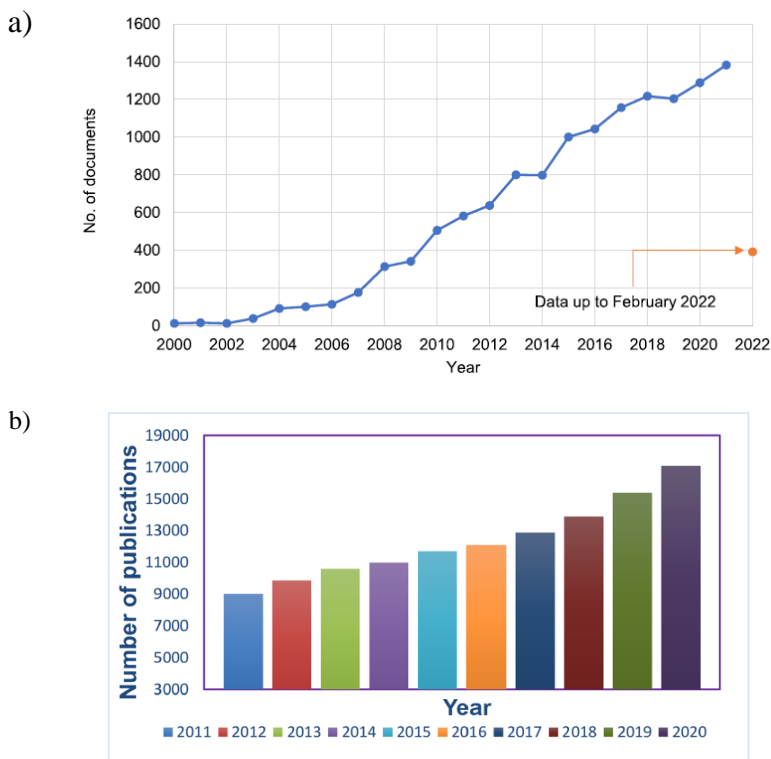 a)
1600
1400
1200
1000
800
600
400
200
0
No. of documents
Data up to February 2022
2000 2002 2004 2006 2008 2010 2012 2014 2016 2018 2020 2022
Year
b)
19000
17000
15000
13000
11000
9000
7000
5000
3000
Number of publications
Year
2011 2012 2013 2014 2015 2016 2017 2018 2019 2020